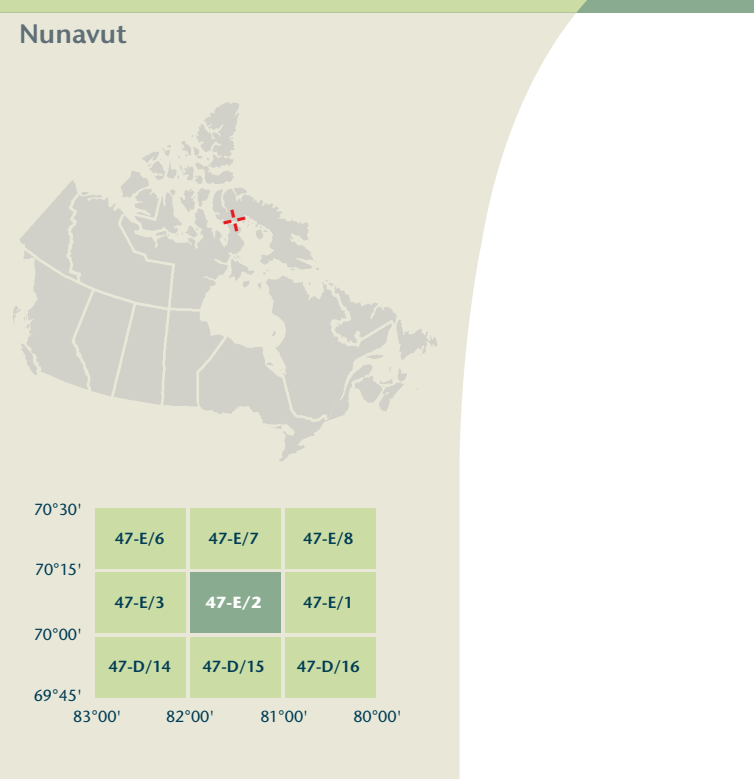 Nunavut
70°30'
47-E/6 47-E/7 47-E/8
70°15'
47-E/3 47-E/2 47-E/1
70°00'
47-D/14 47-D/15 47-D/16
69°45'
83°00' 82°00' 81°00' 80°00'